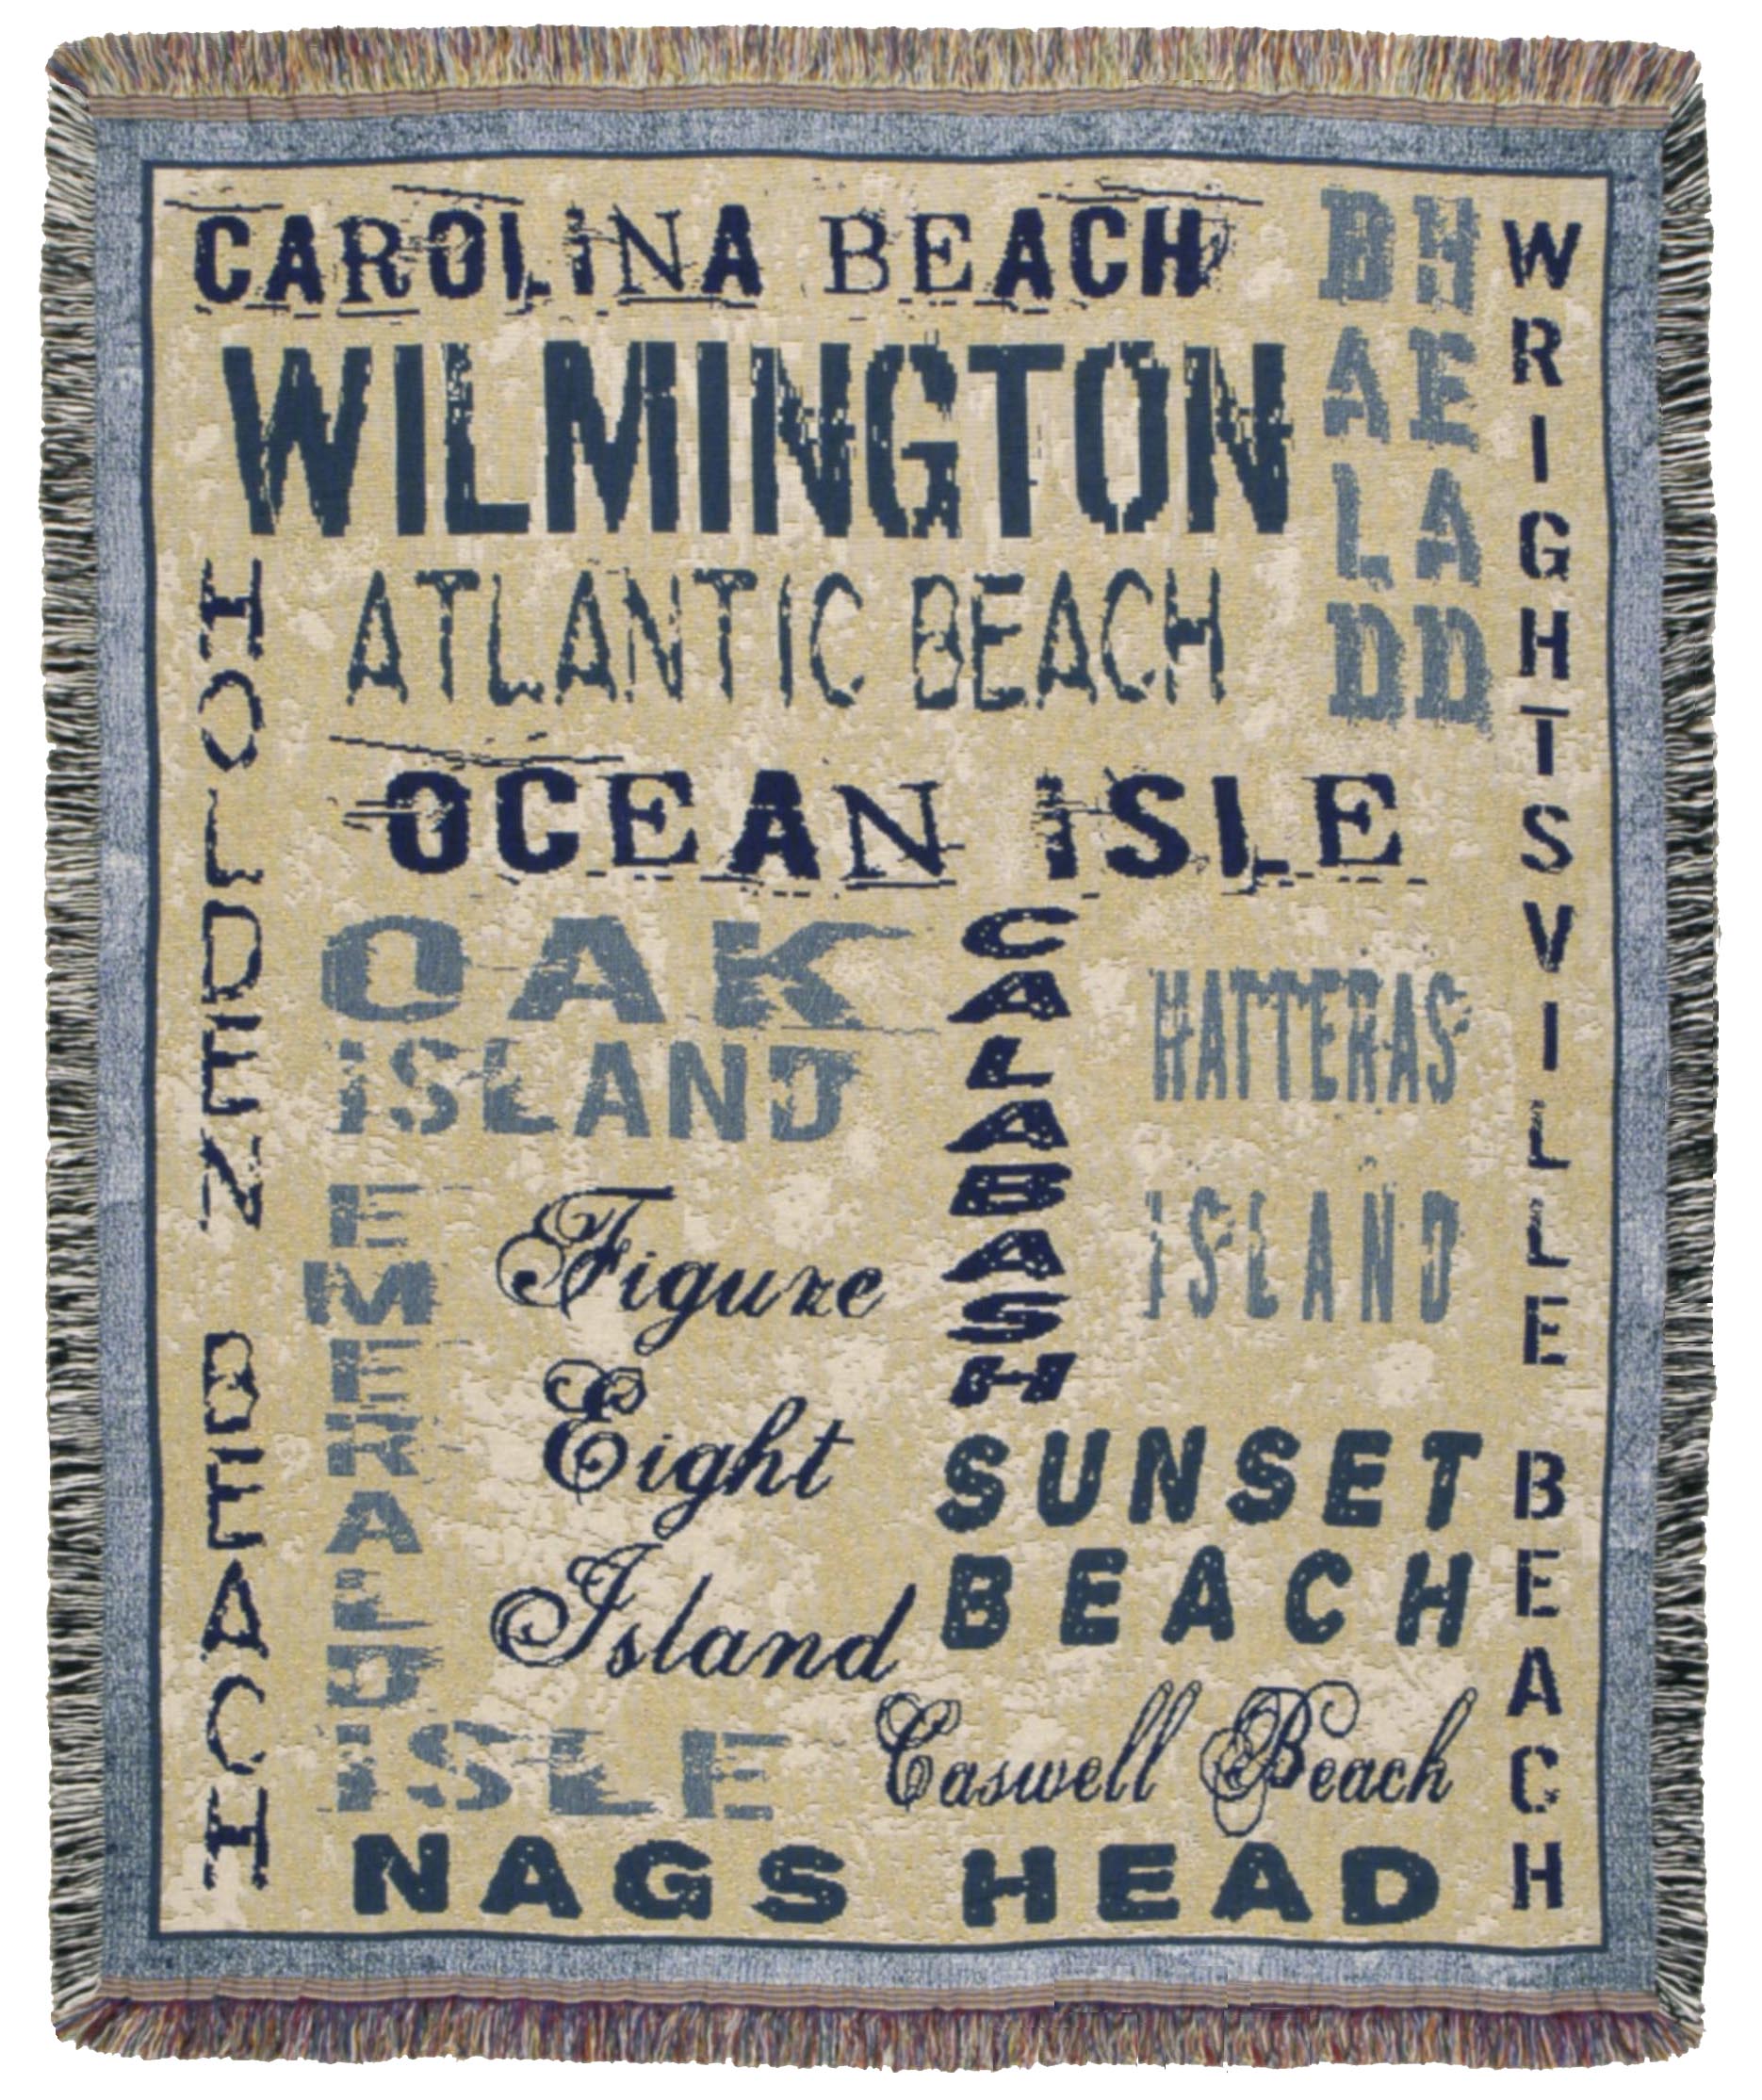 CAROLINA BEACH
WILMINGTON
ATLANTIC BEACH
BALD
HEAD
WRIGHTSVILLE BEACH
HOLDEN BEACH
OCEAN ISLE
OAK
ISLAND
CALABASH
HATTERAS
ISLAND
EMERALD
ISLE
Figure
Eight
Island
SUNSET
BEACH
Caswell Beach
NAGS HEAD